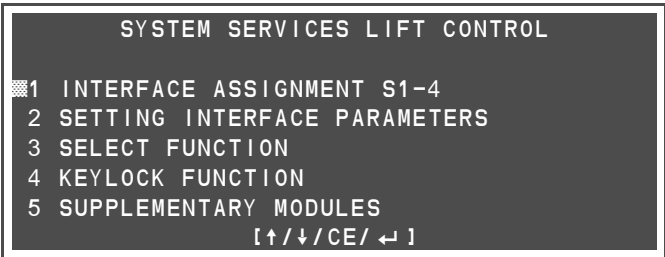 SYSTEM SERVICES LIFT CONTROL
1 INTERFACE ASSIGNMENT S1-4
2 SETTING INTERFACE PARAMETERS
3 SELECT FUNCTION
4 KEYLOCK FUNCTION
5 SUPPLEMENTARY MODULES
[↑/↓/CE/ ↵ ]